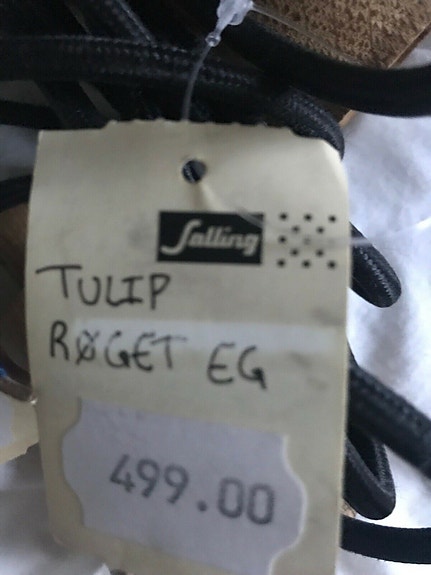 Salling
TULIP
RØGET EG
499.00